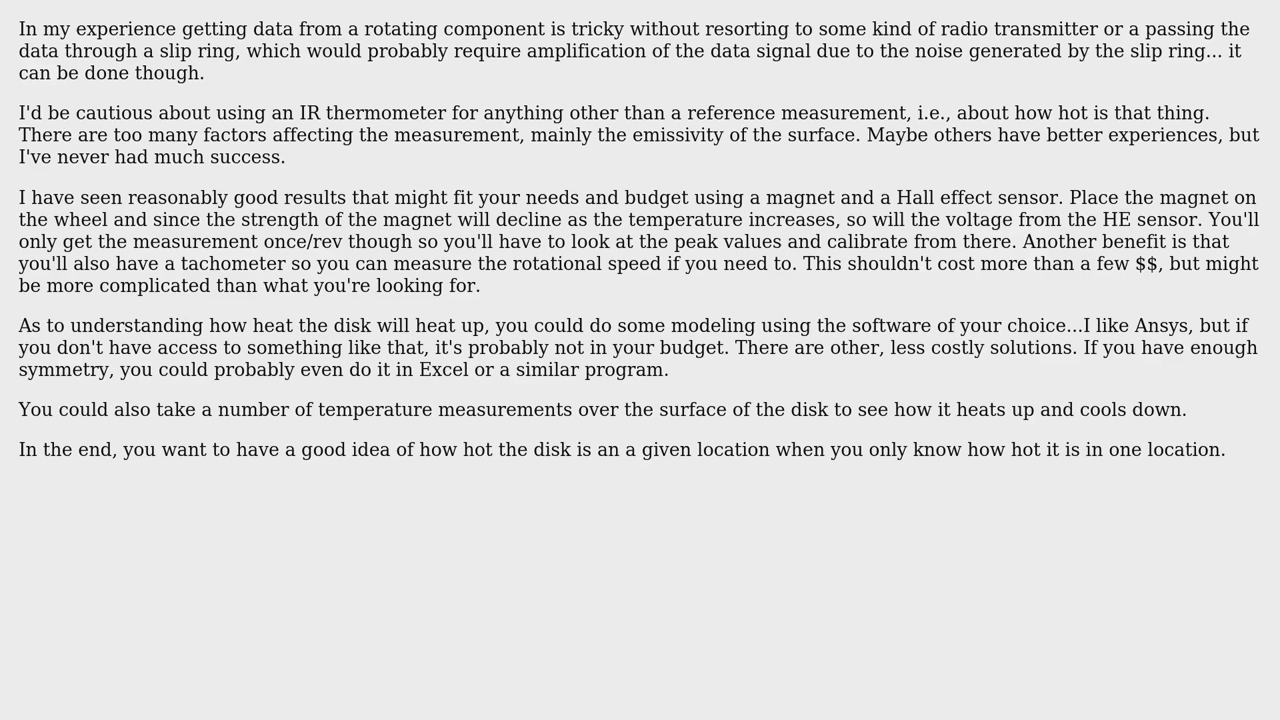 In my experience getting data from a rotating component is tricky without resorting to some kind of radio transmitter or a passing the
data through a slip ring, which would probably require amplification of the data signal due to the noise generated by the slip ring... it
can be done though.
I'd be cautious about using an IR thermometer for anything other than a reference measurement, i.e., about how hot is that thing.
There are too many factors affecting the measurement, mainly the emissivity of the surface. Maybe others have better experiences, but
I've never had much success.
I have seen reasonably good results that might fit your needs and budget using a magnet and a Hall effect sensor. Place the magnet on
the wheel and since the strength of the magnet will decline as the temperature increases, so will the voltage from the HE sensor. You'll
only get the measurement once/rev though so you'll have to look at the peak values and calibrate from there. Another benefit is that
you'll also have a tachometer so you can measure the rotational speed if you need to. This shouldn't cost more than a few $$, but might
be more complicated than what you're looking for.
As to understanding how heat the disk will heat up, you could do some modeling using the software of your choice...I like Ansys, but if
you don't have access to something like that, it's probably not in your budget. There are other, less costly solutions. If you have enough
symmetry, you could probably even do it in Excel or a similar program.
You could also take a number of temperature measurements over the surface of the disk to see how it heats up and cools down.
In the end, you want to have a good idea of how hot the disk is an a given location when you only know how hot it is in one location.